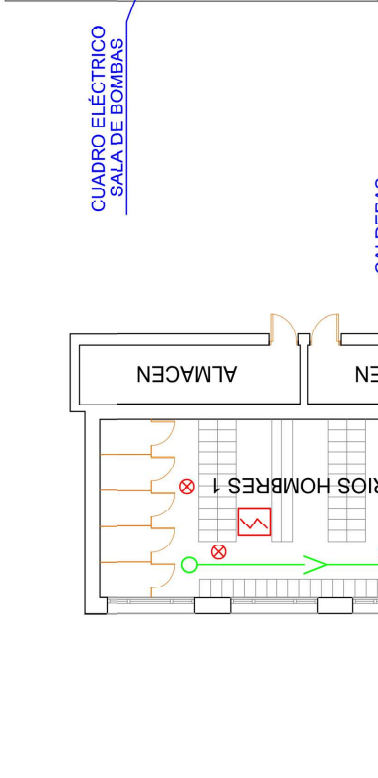 CUADRO ELÉCTRICO
SALA DE BOMBAS
ALMACEN
RIOS HOMBRES 1